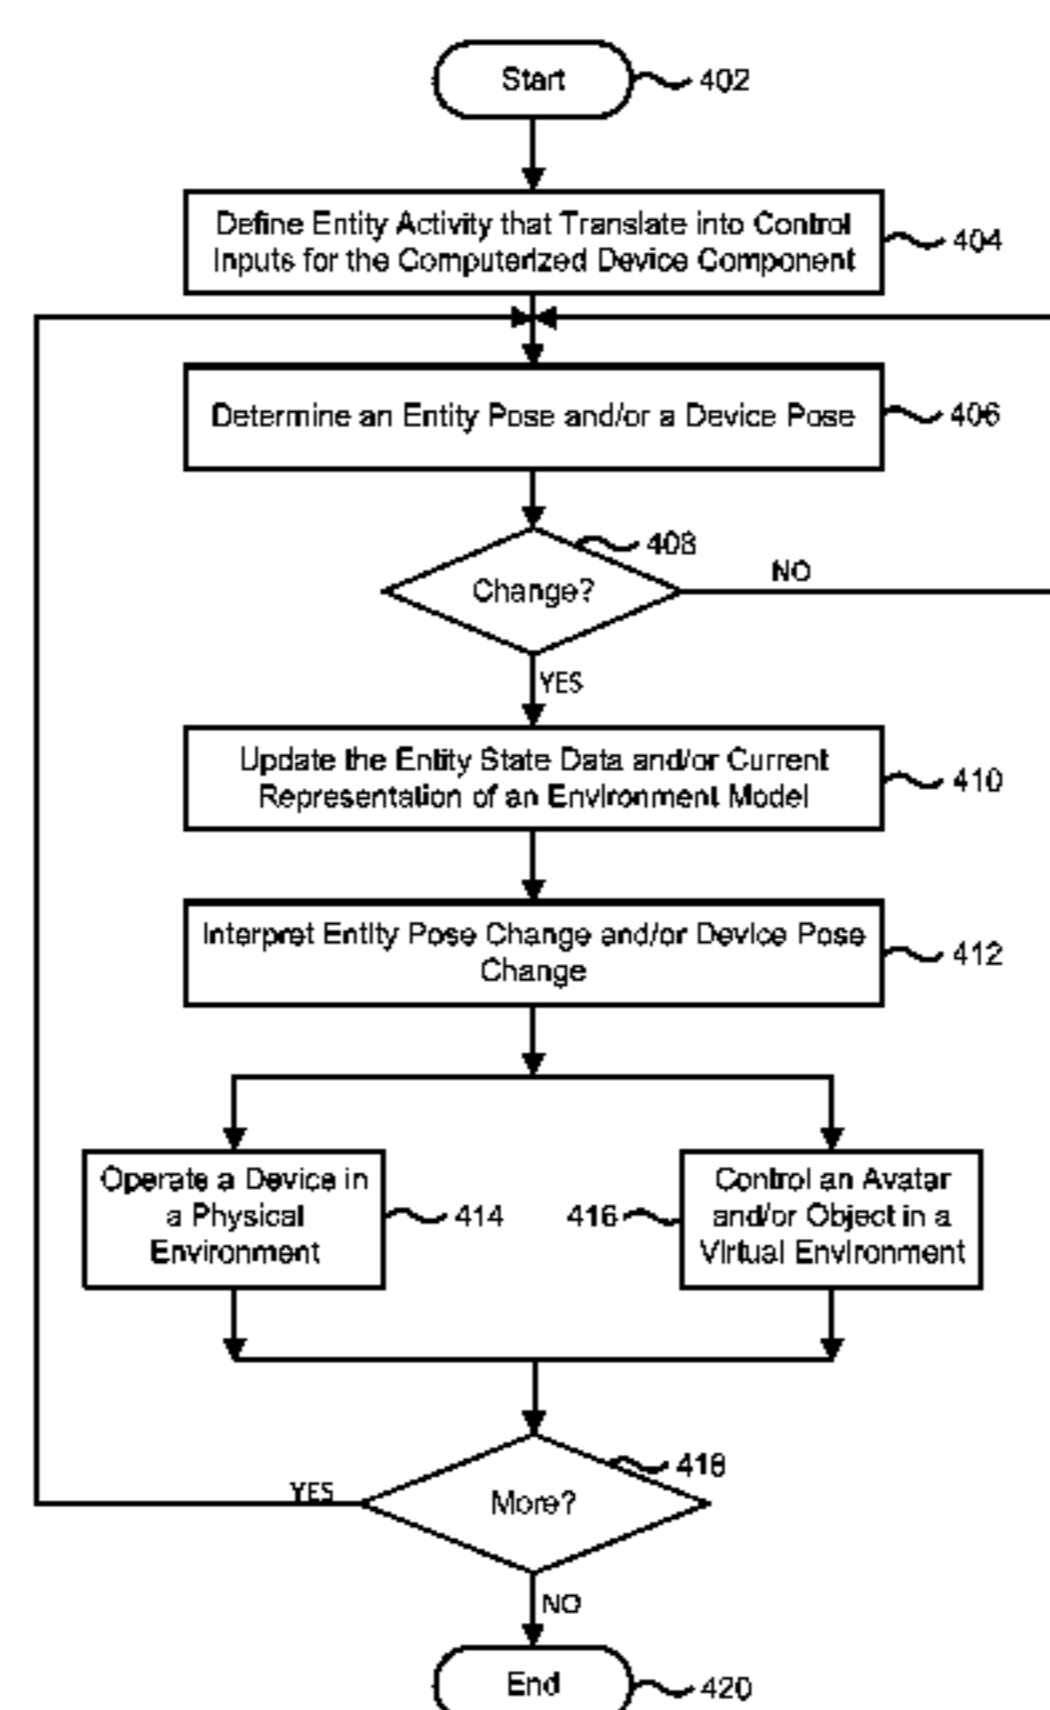 Start
402
Define Entity Activity that Translate into Control
Inputs for the Computerized Device Component
404
Determine an Entity Pose and/or a Device Pose
406
408
Change?
NO
YES
Update the Entity State Data and/or Current
Representation of an Environment Model
410
Interpret Entity Pose Change and/or Device Pose
Change
412
Operate a Device in
a Physical
Environment
414
416
Control an Avatar
and/or Object in a
Virtual Environment
418
More?
YES
NO
End
420